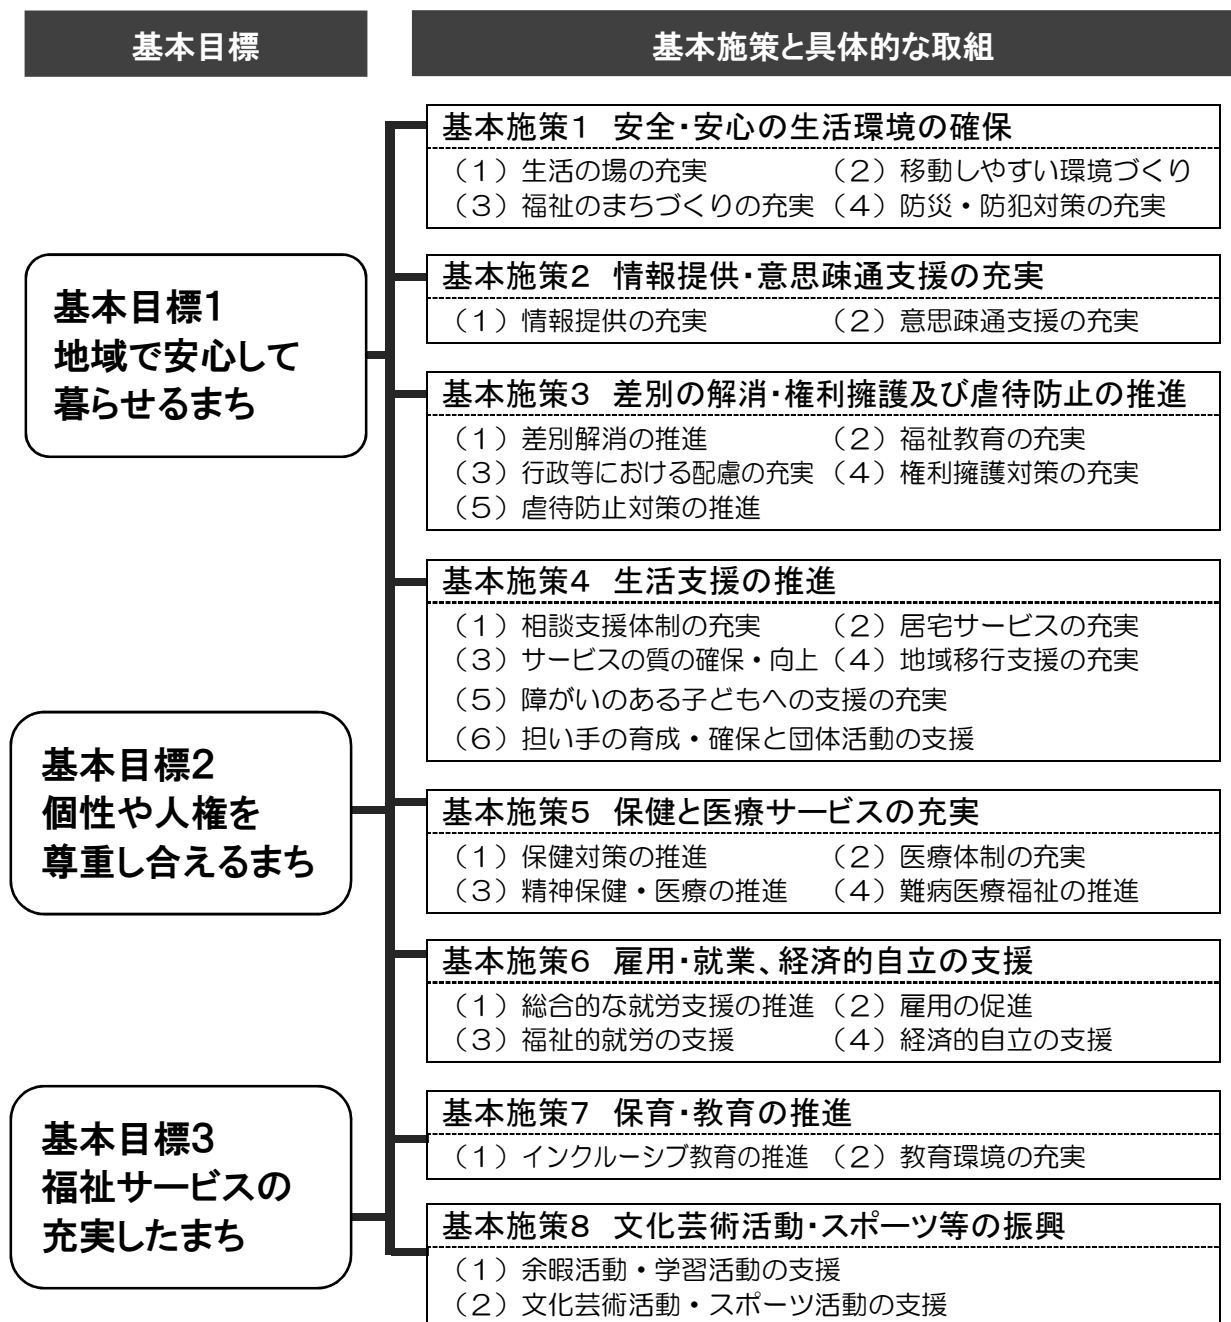 基本目標
基本施策と具体的な取組
基本目標1
地域で安心して
暮らせるまち
基本目標2
個性や人権を
尊重し合えるまち
基本目標3
福祉サービスの
充実したまち
基本施策1 安全・安心の生活環境の確保
（1）生活の場の充実 （2）移動しやすい環境づくり
（3）福祉のまちづくりの充実 （4）防災・防犯対策の充実
基本施策2 情報提供・意思疎通支援の充実
（1）情報提供の充実 （2）意思疎通支援の充実
基本施策3 差別の解消・権利擁護及び虐待防止の推進
（1）差別解消の推進 （2）福祉教育の充実
（3）行政等における配慮の充実 （4）権利擁護対策の充実
（5）虐待防止対策の推進
基本施策4 生活支援の推進
（1）相談支援体制の充実 （2）居宅サービスの充実
（3）サービスの質の確保・向上 （4）地域移行支援の充実
（5）障がいのある子どもへの支援の充実
（6）担い手の育成・確保と団体活動の支援
基本施策5 保健と医療サービスの充実
（1）保健対策の推進 （2）医療体制の充実
（3）精神保健・医療の推進 （4）難病医療福祉の推進
基本施策6 雇用・就業、経済的自立の支援
（1）総合的な就労支援の推進 （2）雇用の促進
（3）福祉的就労の支援 （4）経済的自立の支援
基本施策7 保育・教育の推進
（1）インクルーシブ教育の推進 （2）教育環境の充実
基本施策8 文化芸術活動・スポーツ等の振興
（1）余暇活動・学習活動の支援
（2）文化芸術活動・スポーツ活動の支援